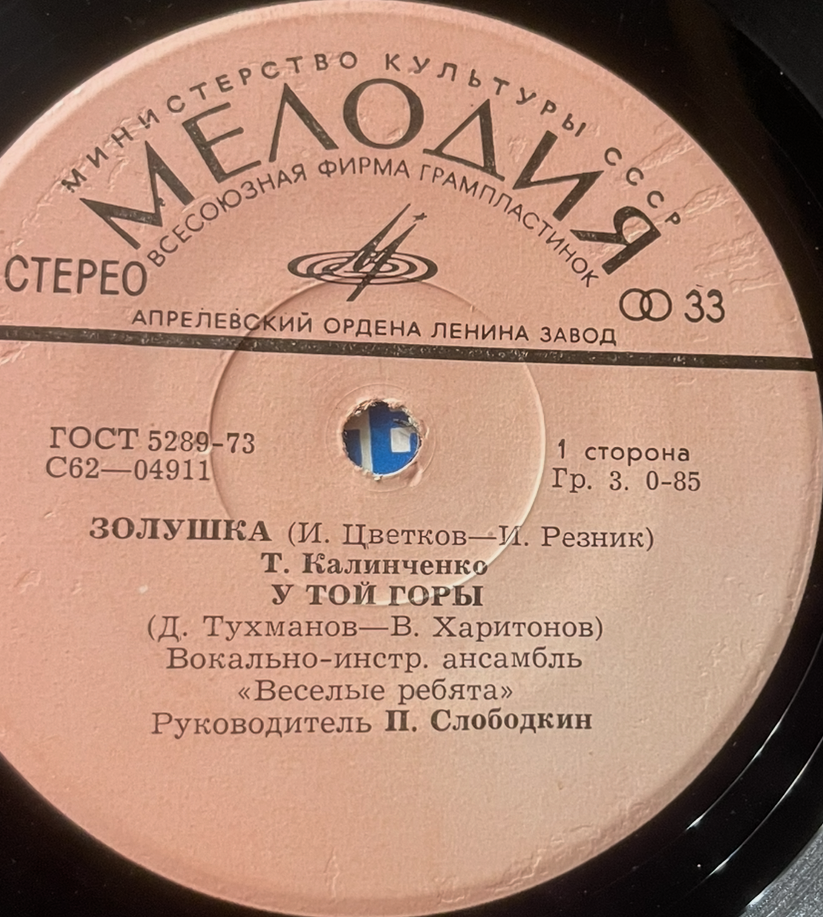 МИНИСТЕРСТВО КУЛЬТУРЫ СССР
МЕЛОДИЯ
ВСЕСОЮЗНАЯ ФИРМА ГРАМПЛАСТИНОК
СТЕРЕО
33
АПРЕЛЕВСКИЙ ОРДЕНА ЛЕНИНА ЗАВОД
ГОСТ 5289-73
С62—04911
1 сторона
Гр. 3. 0-85
ЗОЛУШКА (И. Цветков—И. Резник)
Т. Калинченко
У ТОЙ ГОРЫ
(Д. Тухманов—В. Харитонов)
Вокально-инстр. ансамбль
«Веселые ребята»
Руководитель П. Слободкин